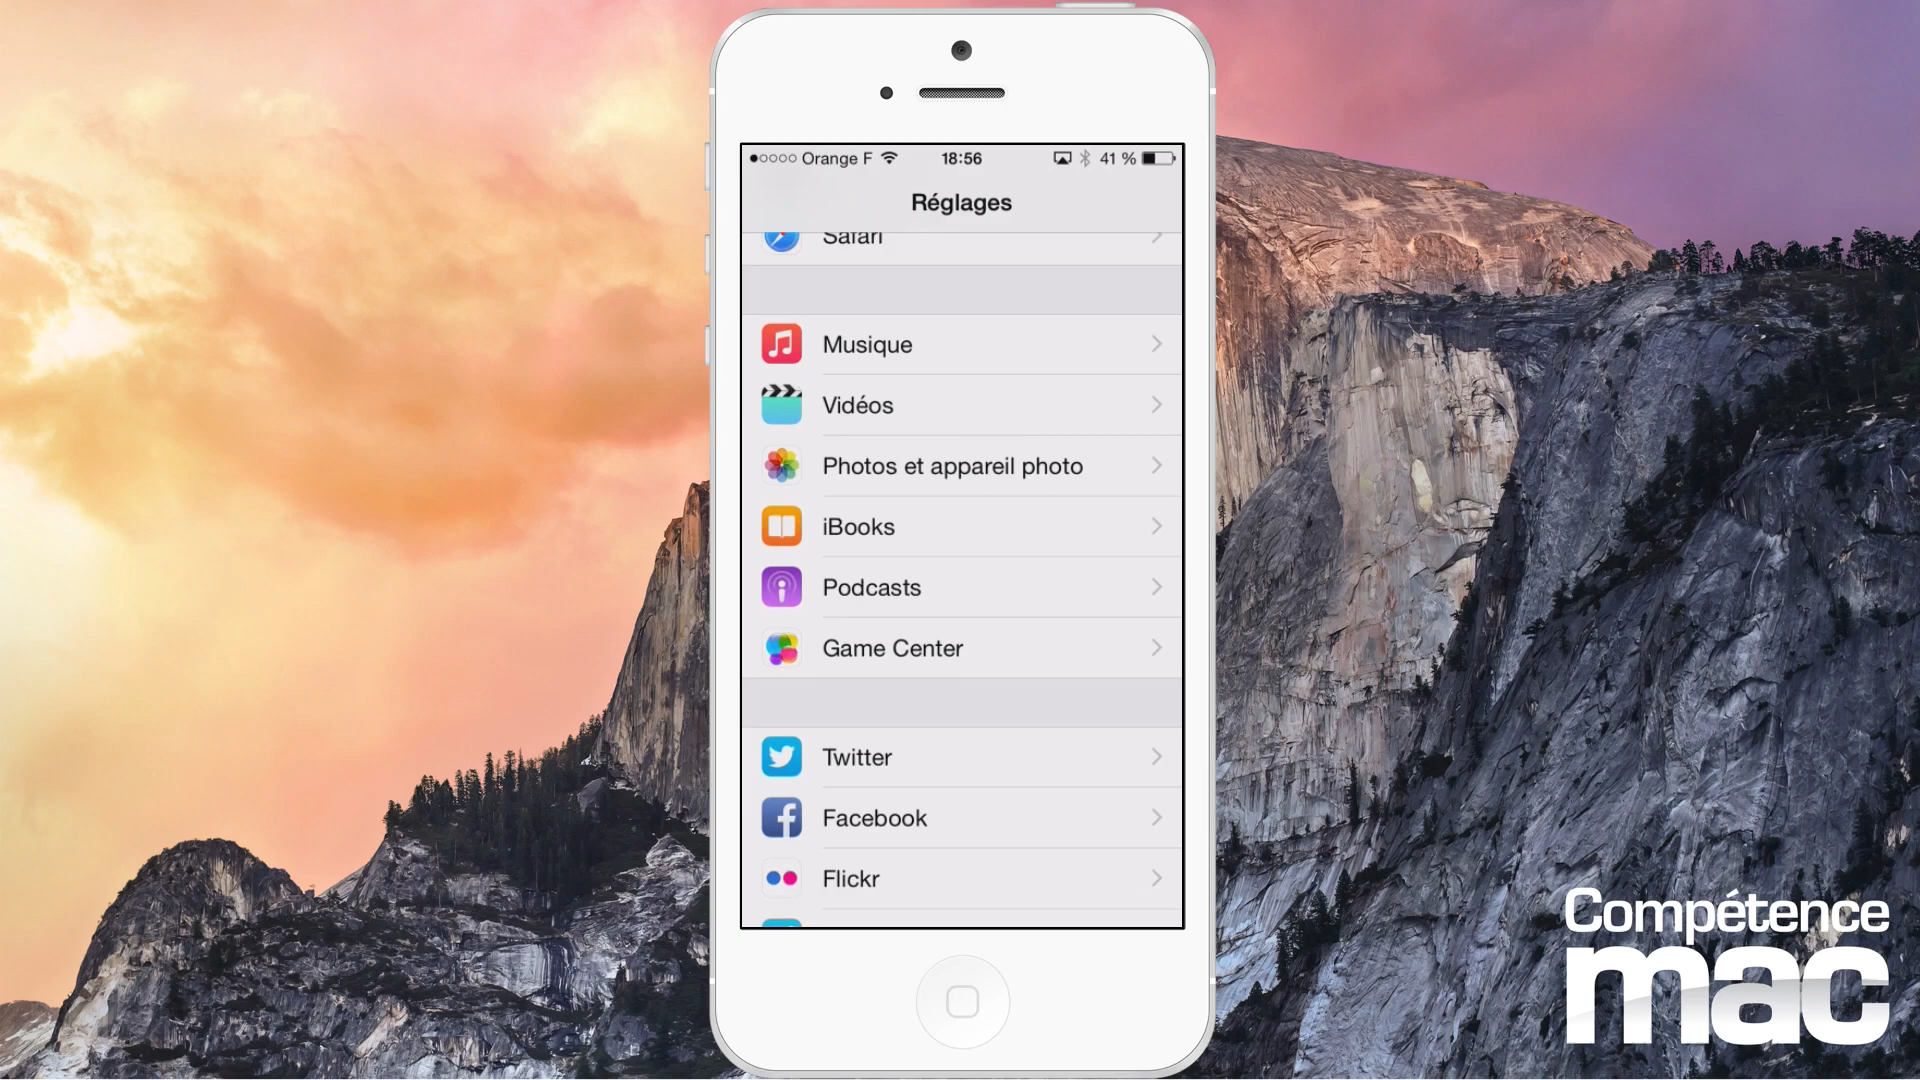 ●○○○○ Orange F 18:56 41 %
Réglages
Safari
Musique
Vidéos
Photos et appareil photo
iBooks
Podcasts
Game Center
Twitter
Facebook
Flickr
Compétence
mac